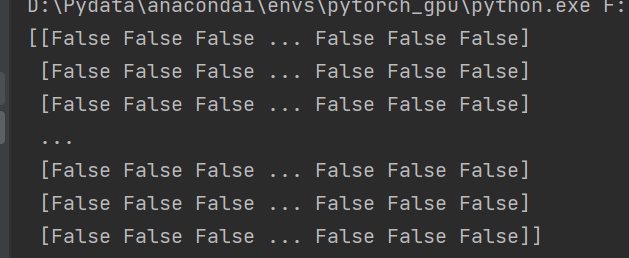 D:\Pydata\anacondai\envs\pytorch_gpu\python.exe F:
[[False False False ... False False False]
 [False False False ... False False False]
 [False False False ... False False False]
 ...
 [False False False ... False False False]
 [False False False ... False False False]
 [False False False ... False False False]]